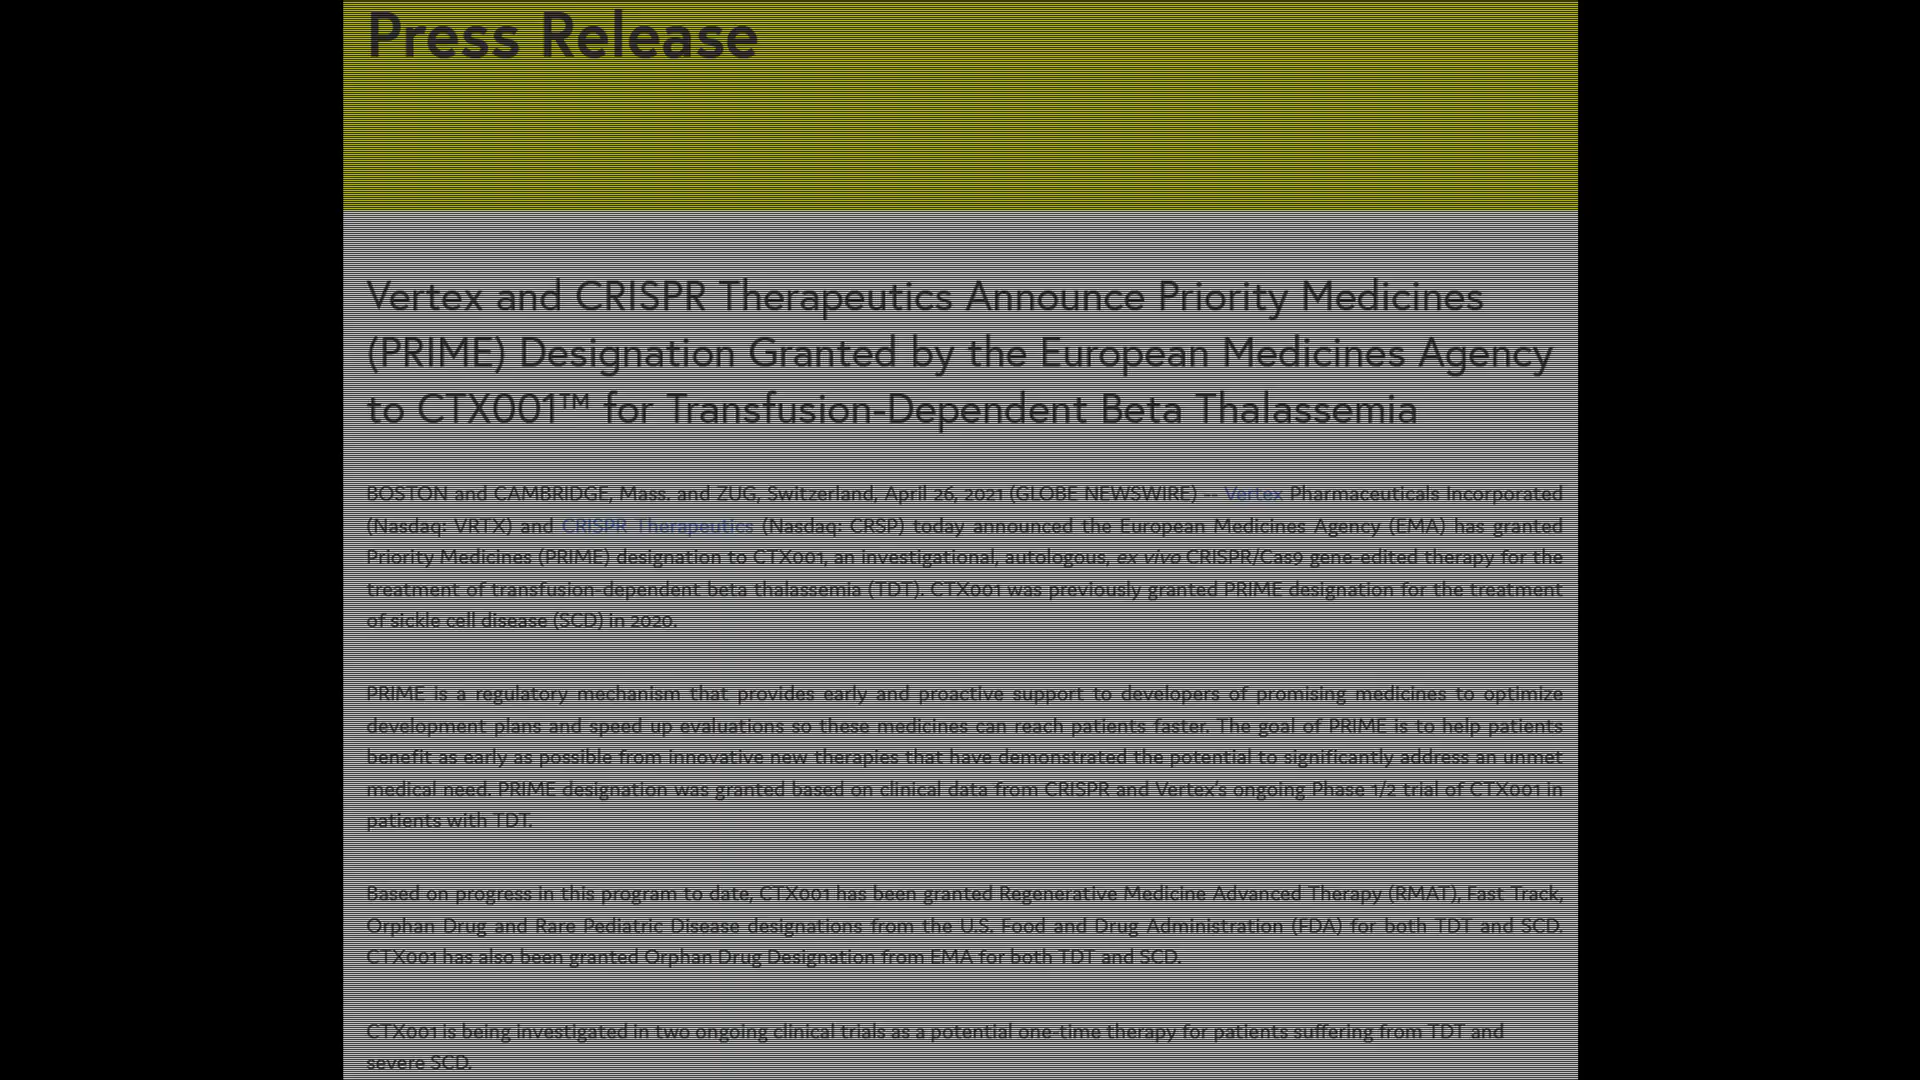 Press Release
Vertex and CRISPR Therapeutics Announce Priority Medicines
(PRIME) Designation Granted by the European Medicines Agency
to CTX001™ for Transfusion-Dependent Beta Thalassemia
BOSTON and CAMBRIDGE, Mass. and ZUG, Switzerland, April 26, 2021 (GLOBE NEWSWIRE) -- Vertex Pharmaceuticals Incorporated
(Nasdaq: VRTX) and CRISPR Therapeutics (Nasdaq: CRSP) today announced the European Medicines Agency (EMA) has granted
Priority Medicines (PRIME) designation to CTX001, an investigational, autologous, ex vivo CRISPR/Cas9 gene-edited therapy for the
treatment of transfusion-dependent beta thalassemia (TDT). CTX001 was previously granted PRIME designation for the treatment
of sickle cell disease (SCD) in 2020.
PRIME is a regulatory mechanism that provides early and proactive support to developers of promising medicines to optimize
development plans and speed up evaluations so these medicines can reach patients faster. The goal of PRIME is to help patients
benefit as early as possible from innovative new therapies that have demonstrated the potential to significantly address an unmet
medical need. PRIME designation was granted based on clinical data from CRISPR and Vertex's ongoing Phase 1/2 trial of CTX001 in
patients with TDT.
Based on progress in this program to date, CTX001 has been granted Regenerative Medicine Advanced Therapy (RMAT), Fast Track,
Orphan Drug and Rare Pediatric Disease designations from the U.S. Food and Drug Administration (FDA) for both TDT and SCD.
CTX001 has also been granted Orphan Drug Designation from EMA for both TDT and SCD.
CTX001 is being investigated in two ongoing clinical trials as a potential one-time therapy for patients suffering from TDT and
severe SCD.